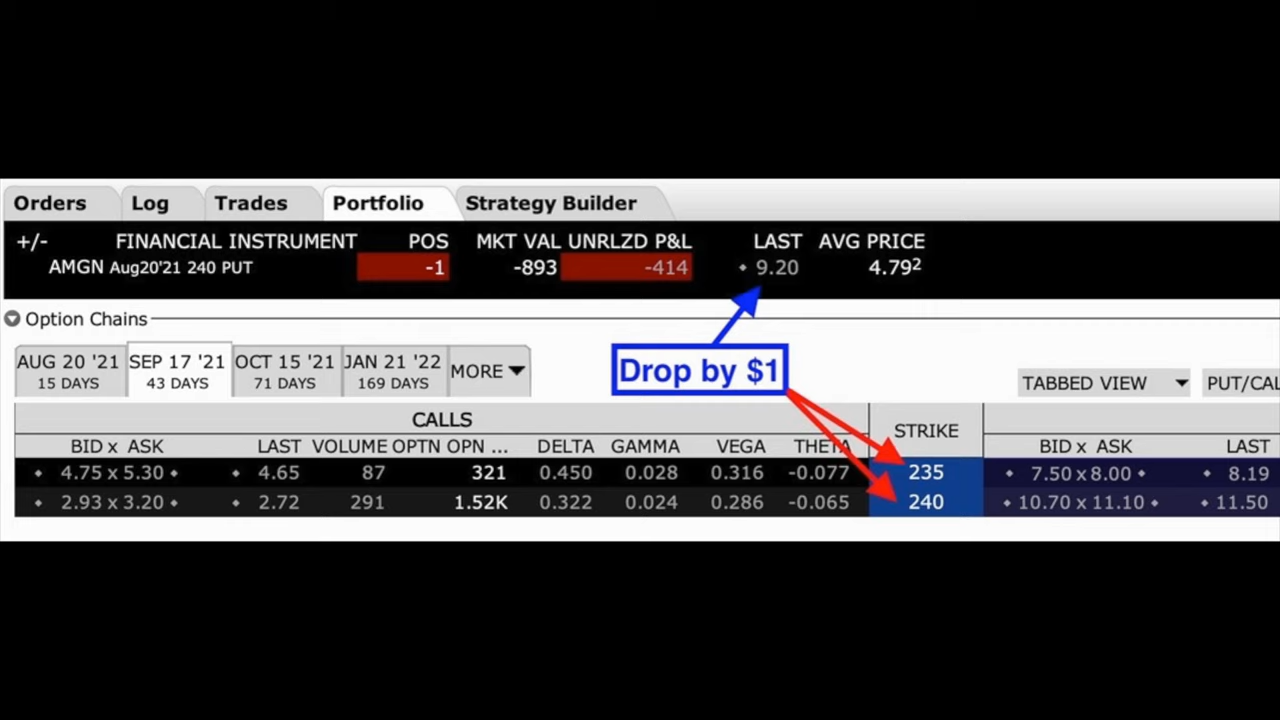 Orders Log Trades Portfolio Strategy Builder
+/- FINANCIAL INSTRUMENT POS MKT VAL UNRLZD P&L LAST AVG PRICE
AMGN Aug20'21 240 PUT -1 -893 -414 9.20 4.79²
Option Chains
AUG 20 '21 SEP 17 '21 OCT 15 '21 JAN 21 '22 MORE
15 DAYS 43 DAYS 71 DAYS 169 DAYS
Drop by $1
TABBED VIEW PUT/CAL
CALLS STRIKE
BID x ASK LAST VOLUME OPTN OPN ... DELTA GAMMA VEGA THETA BID x ASK LAST
4.75 x 5.30 4.65 87 321 0.450 0.028 0.316 -0.077 235 7.50 x 8.00 8.19
2.93 x 3.20 2.72 291 1.52K 0.322 0.024 0.286 -0.065 240 10.70 x 11.10 11.50